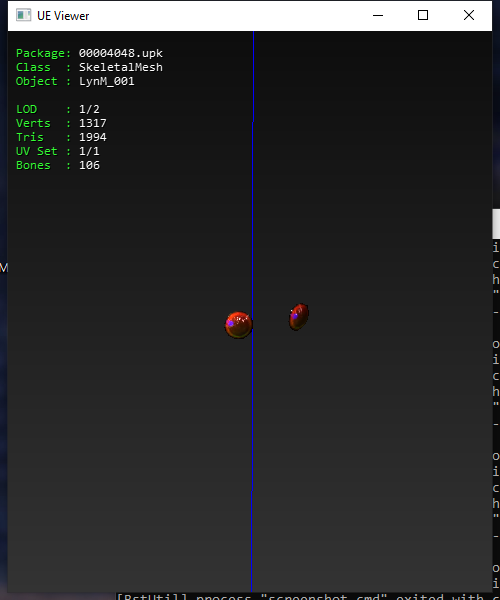 UE Viewer
Package: 00004048.upk
Class  : SkeletalMesh
Object : LynM_001
LOD    : 1/2
Verts  : 1317
Tris   : 1994
UV Set : 1/1
Bones  : 106
M
i
c
h
"
-
o
i
c
h
"
-
o
i
c
h
"
-
o
i
[BstUtil] process "screenshot.cmd" exited with c